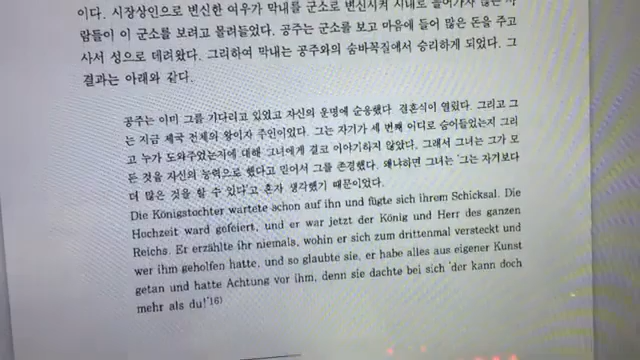 이다. 시장상인으로 변신한 여우가 막내를 군소로 변신시켜 시내로 들어가자 많은 사
람들이 이 군소를 보려고 몰려들었다. 공주는 군소를 보고 마음에 들어 많은 돈을 주고
사서 성으로 데려왔다. 그리하여 막내는 공주와의 숨바꼭질에서 승리하게 되었다. 그
결과는 아래와 같다.
공주는 이미 그를 기다리고 있었고 자신의 운명에 순응했다. 결혼식이 열렸다. 그리고 그
는 지금 제국 전체의 왕이자 주인이었다. 그는 자기가 세 번째 어디로 숨어들었는지 그리
고 누가 도와주었는지에 대해 그녀에게 결코 이야기하지 않았다. 그래서 그녀는 그가 모
든 것을 자신의 능력으로 했다고 믿어서 그를 존경했다. 왜냐하면 그녀는 '그는 자기보다
더 많은 것을 할 수 있다'고 혼자 생각했기 때문이었다.
Die Königstochter wartete schon auf ihn und fügte sich ihrem Schicksal. Die
Hochzeit ward gefeiert, und er war jetzt der König und Herr des ganzen
Reichs. Er erzählte ihr niemals, wohin er sich zum drittenmal versteckt und
wer ihm geholfen hatte, und so glaubte sie, er habe alles aus eigener Kunst
getan und hatte Achtung vor ihm, denn sie dachte bei sich 'der kann doch
mehr als du!'16)